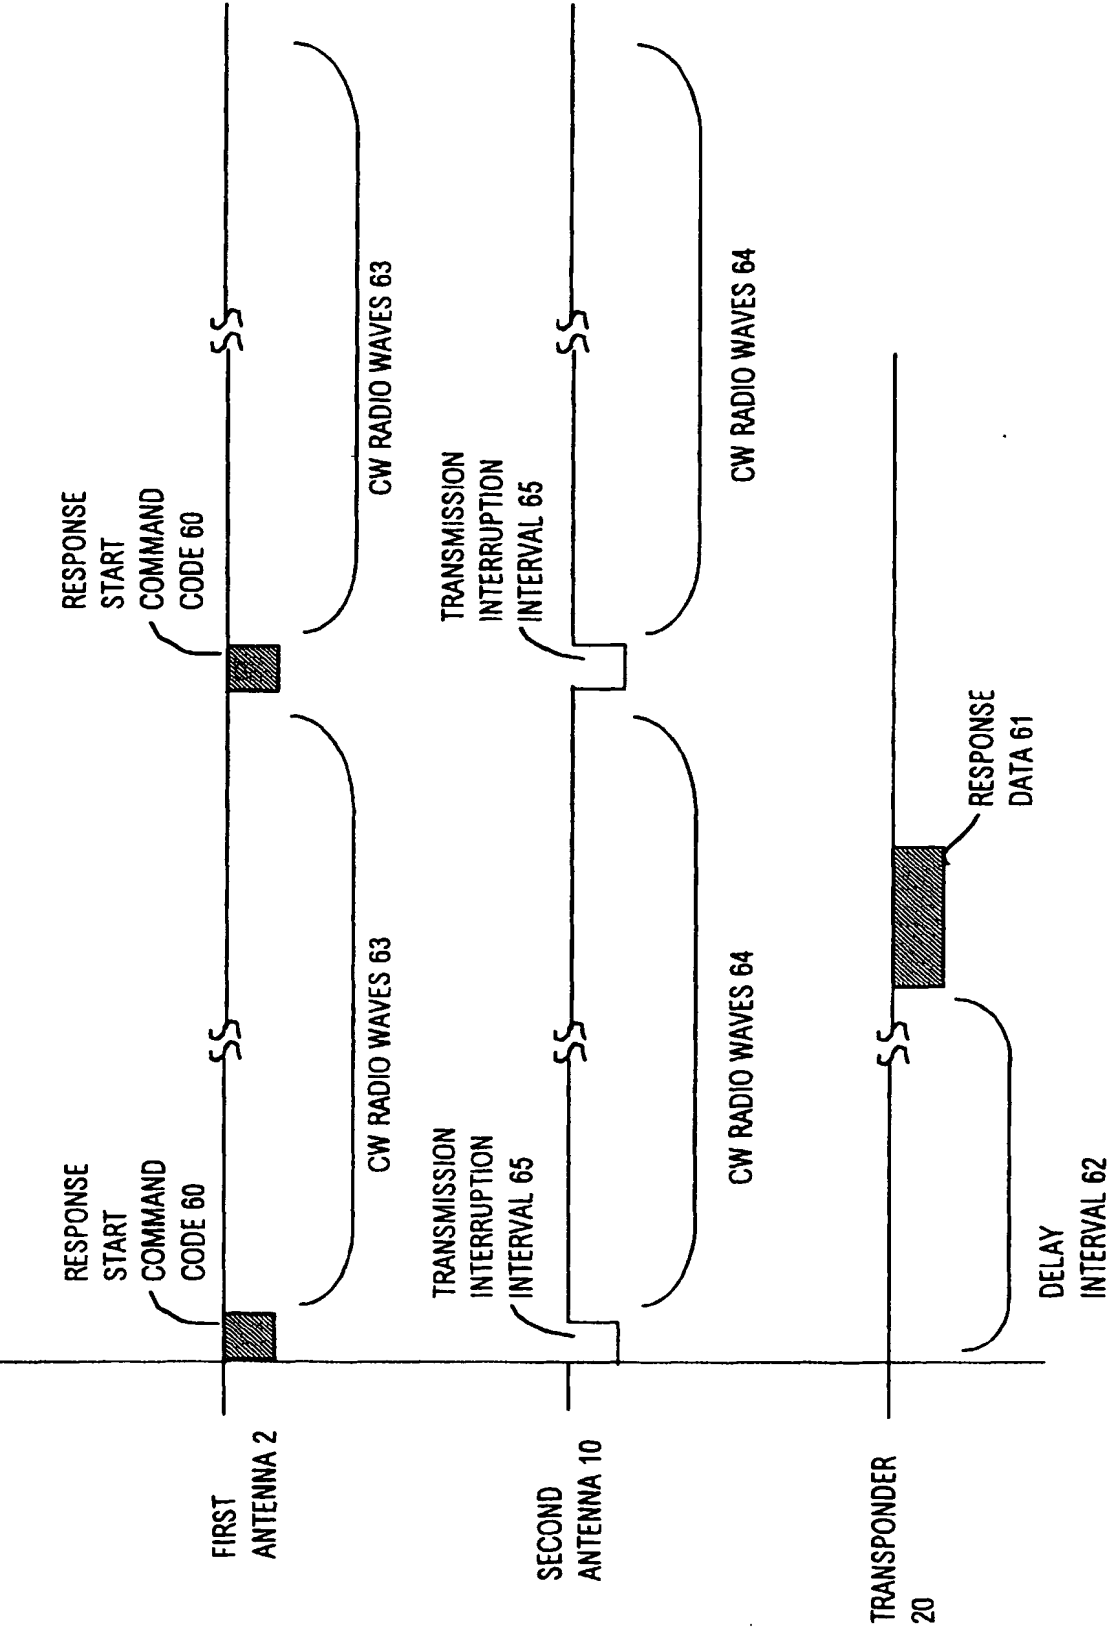 FIRST
ANTENNA 2
RESPONSE
START
COMMAND
CODE 60
CW RADIO WAVES 63
RESPONSE
START
COMMAND
CODE 60
CW RADIO WAVES 63
SECOND
ANTENNA 10
TRANSMISSION
INTERRUPTION
INTERVAL 65
CW RADIO WAVES 64
TRANSMISSION
INTERRUPTION
INTERVAL 65
CW RADIO WAVES 64
TRANSPONDER
20
DELAY
INTERVAL 62
RESPONSE
DATA 61